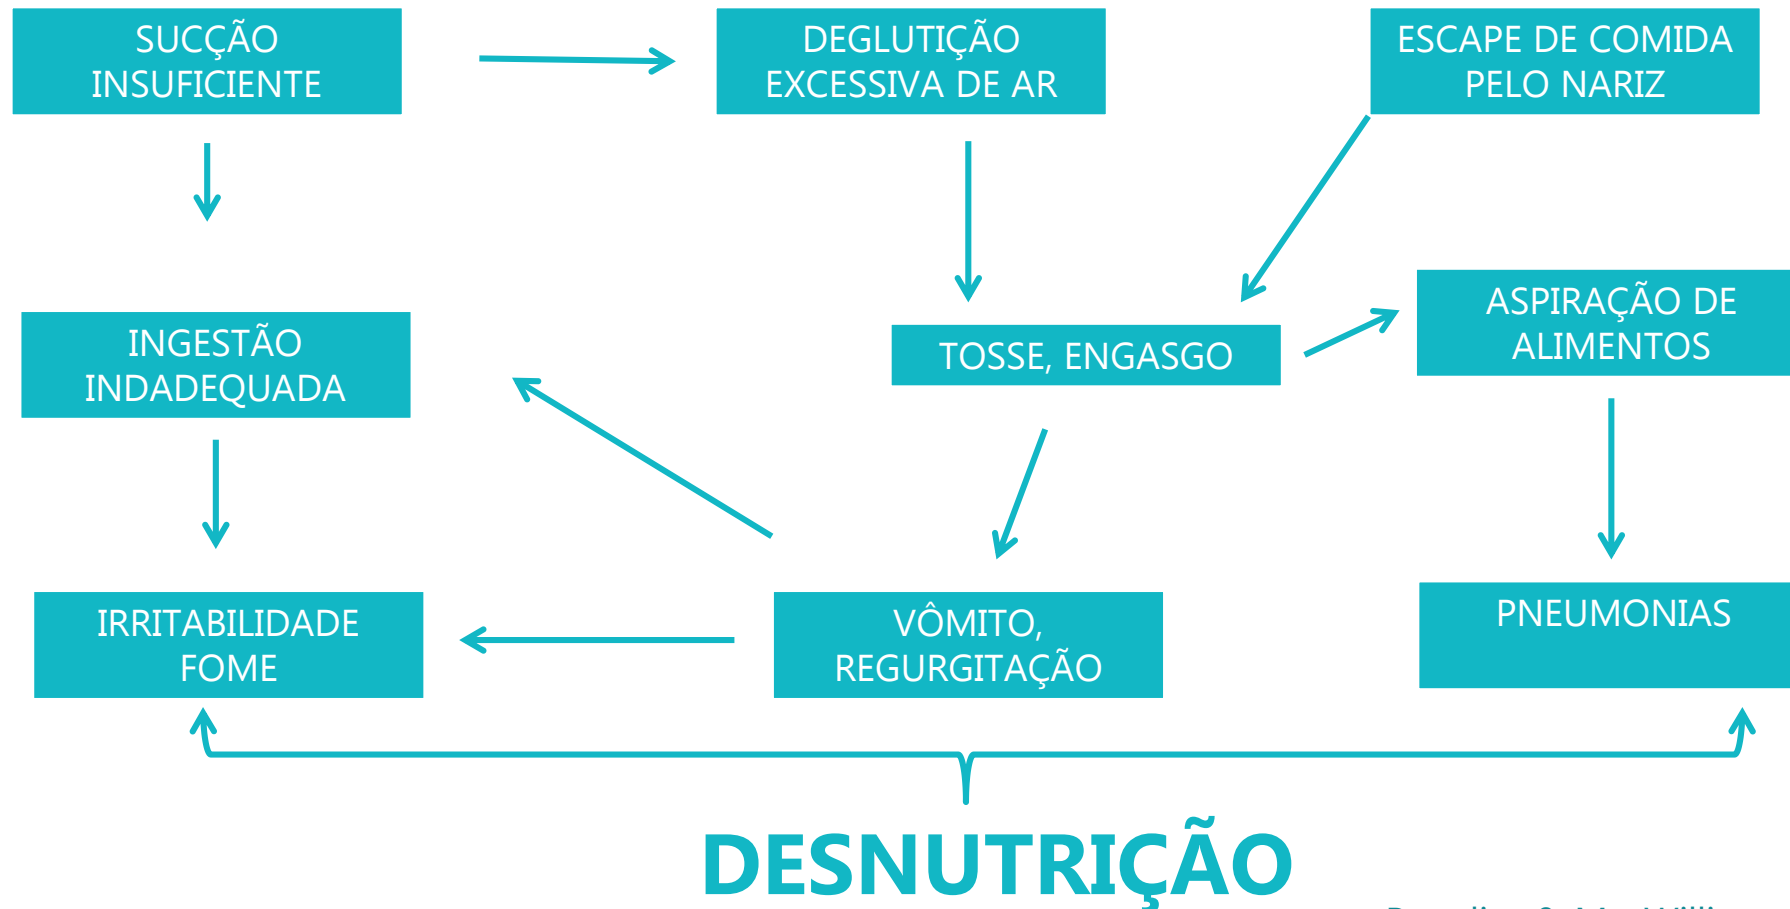 SUCÇÃO
INSUFICIENTE
DEGLUTIÇÃO
EXCESSIVA DE AR
ESCAPE DE COMIDA
PELO NARIZ
INGESTÃO
INDADEQUADA
TOSSE, ENGASGO
ASPIRAÇÃO DE
ALIMENTOS
IRRITABILIDADE
FOME
VÔMITO,
REGURGITAÇÃO
PNEUMONIAS
DESNUTRIÇÃO